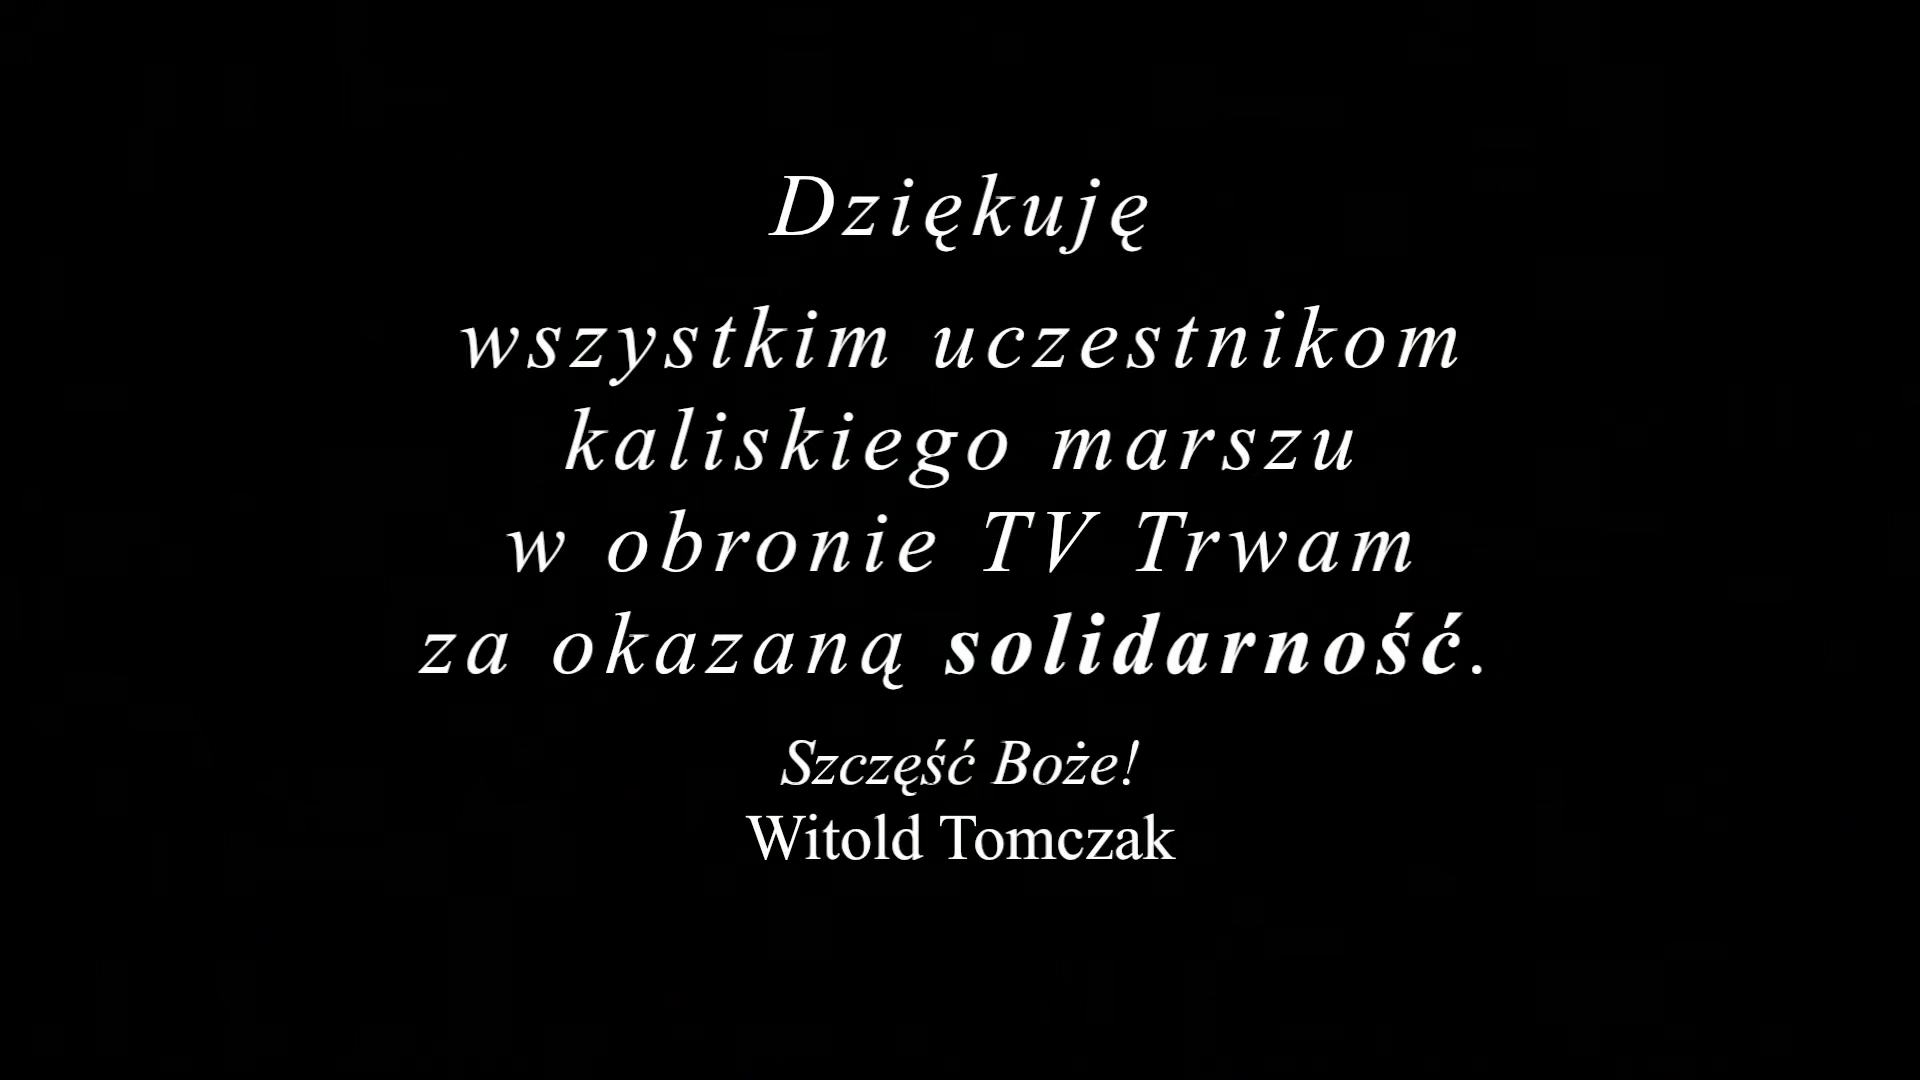 Dziękuję
wszystkim uczestnikom
kaliskiego marszu
w obronie TV Trwam
za okazaną solidarność.
Szczęść Boże!
Witold Tomczak